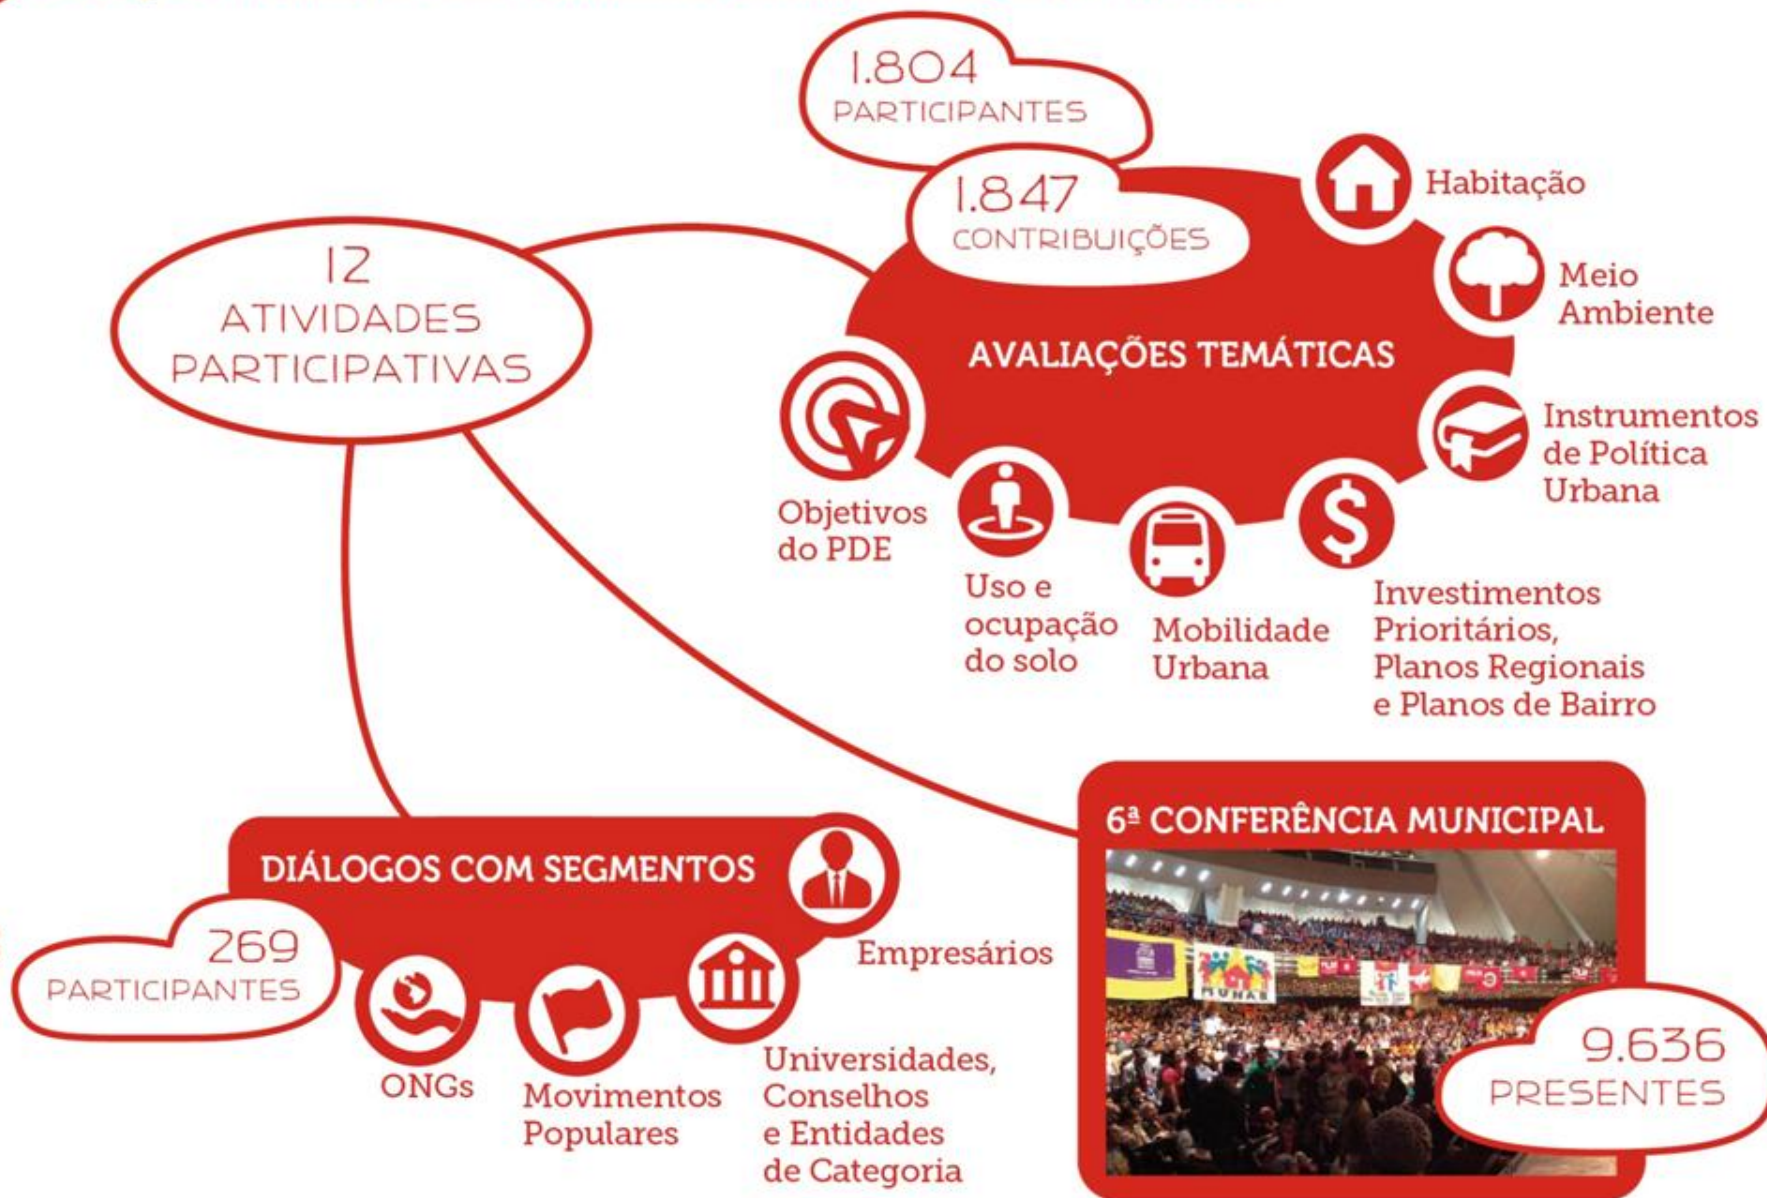 1.804
PARTICIPANTES
1.847
CONTRIBUIÇÕES
Habitação
Meio
Ambiente
12
ATIVIDADES
PARTICIPATIVAS
AVALIAÇÕES TEMÁTICAS
Instrumentos
de Política
Urbana
Objetivos
do PDE
Uso e
ocupação
do solo
Mobilidade
Urbana
$
Investimentos
Prioritários,
Planos Regionais
e Planos de Bairro
6ª CONFERÊNCIA MUNICIPAL
MUNAB
9.636
PRESENTES
DIÁLOGOS COM SEGMENTOS
269
PARTICIPANTES
Empresários
ONGs
Movimentos
Populares
Universidades,
Conselhos
e Entidades
de Categoria